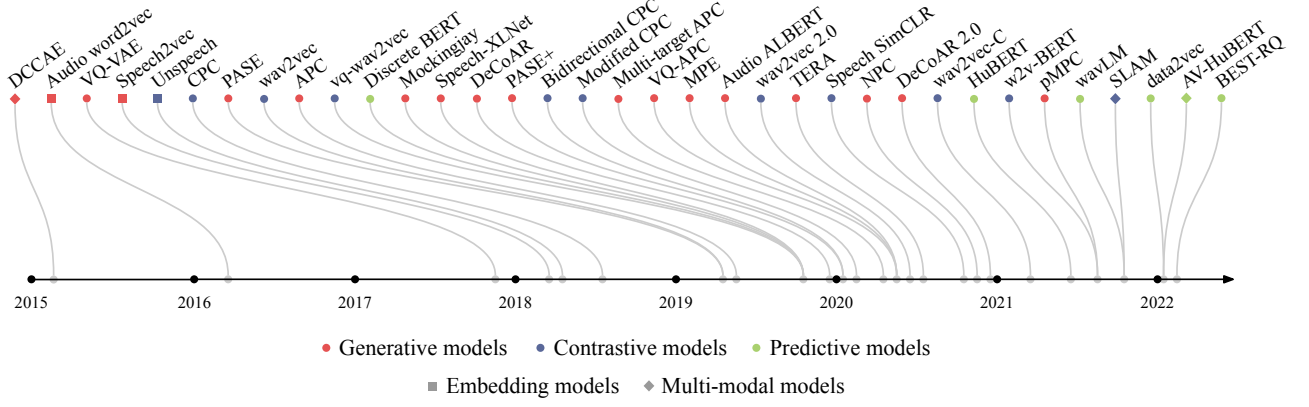 DCCAE
Audio word2vec
VQ-VAE
Speech2vec
Unspeech
CPC
PASE
wav2vec
APC
vq-wav2vec
Discrete BERT
Mockingjay
Speech-XLNet
DeCoAR
PASE+
Bidirectional CPC
Modified CPC
Multi-target APC
VQ-APC
MPE
Audio ALBERT
wav2vec 2.0
TERA
Speech SimCLR
NPC
DeCoAR 2.0
wav2vec-C
HuBERT
w2v-BERT
pMPC
wavLM
SLAM
data2vec
AV-HuBERT
BEST-RQ
2015 2016 2017 2018 2019 2020 2021 2022
Generative models Contrastive models Predictive models
Embedding models Multi-modal models